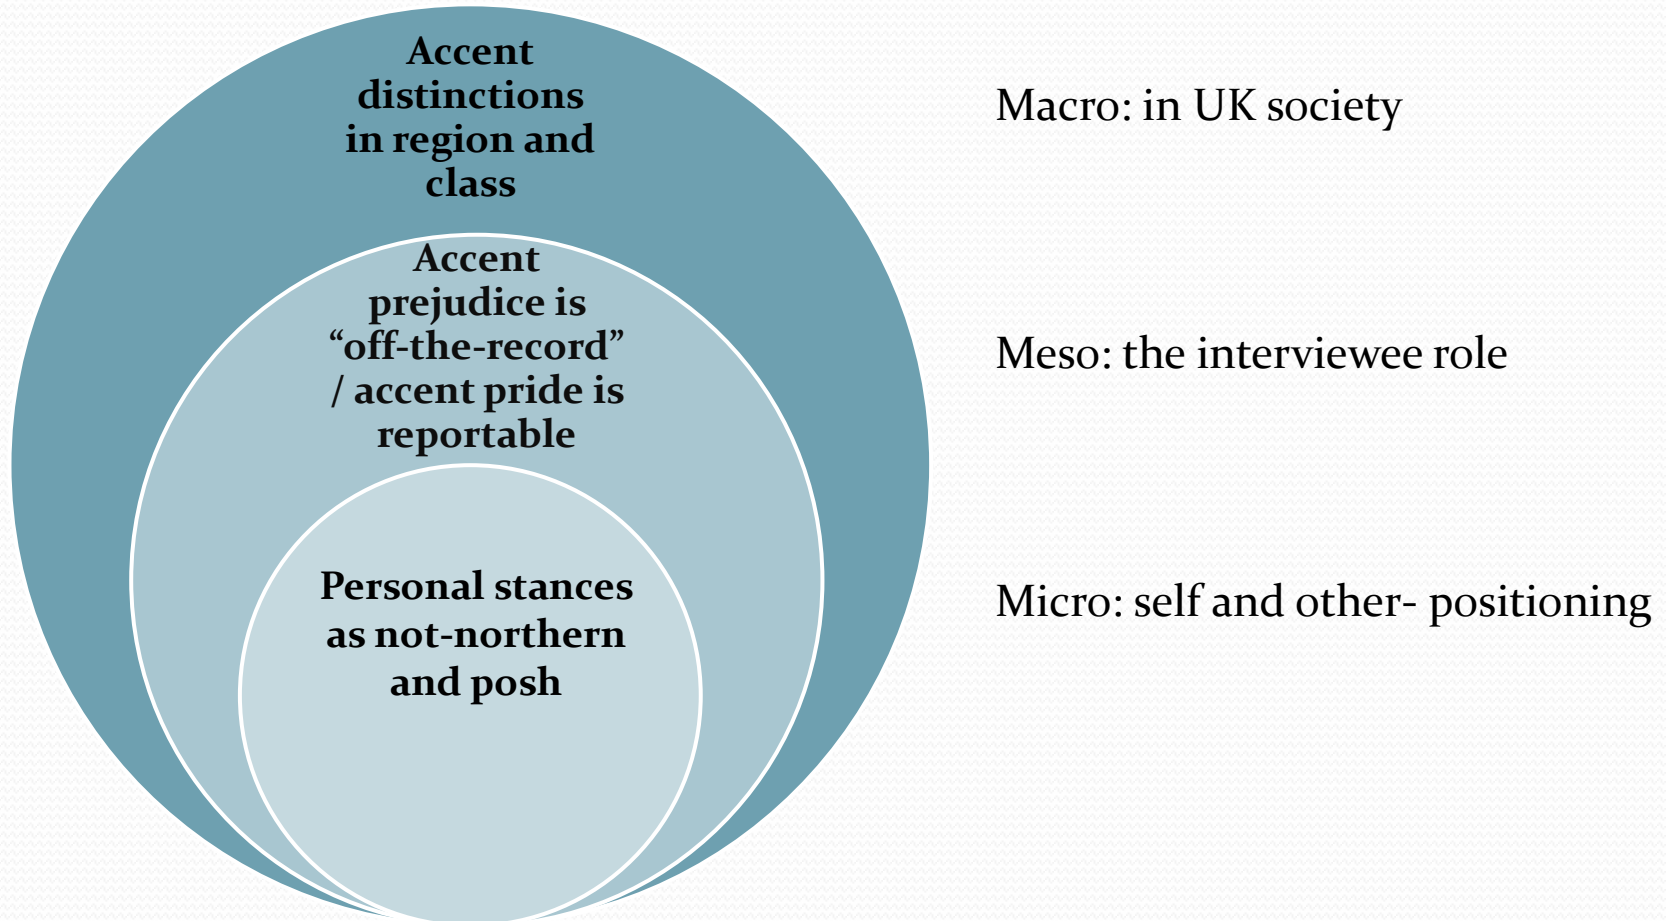 Accent
distinctions
in region and
class
Macro: in UK society
Accent
prejudice is
“off-the-record”
/ accent pride is
reportable
Meso: the interviewee role
Personal stances
as not-northern
and posh
Micro: self and other- positioning